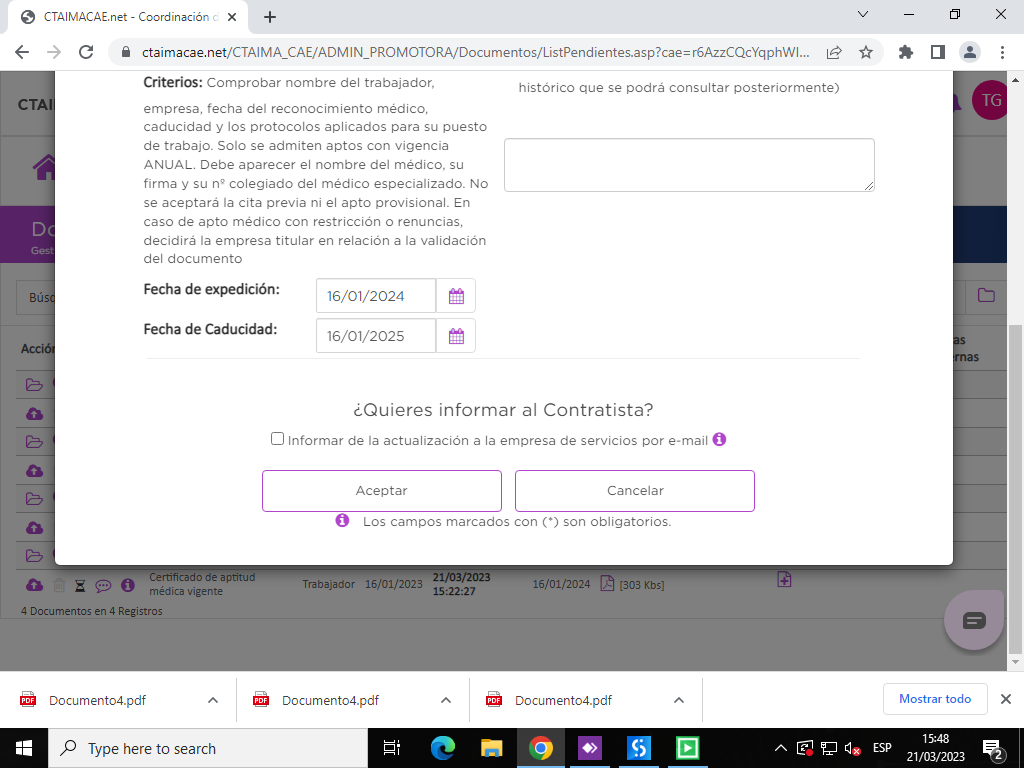 CTAIMACAE.net - Coordinación d
ctaimacae.net/CTAIMA_CAE/ADMIN_PROMOTORA/Documentos/ListPendientes.asp?cae=r6AzzCQcYqphWI...
CTAI
TG
Criterios: Comprobar nombre del trabajador,
empresa, fecha del reconocimiento médico,
caducidad y los protocolos aplicados para su puesto
de trabajo. Solo se admiten aptos con vigencia
ANUAL. Debe aparecer el nombre del médico, su
firma y su nº colegiado del médico especializado. No
se aceptará la cita previa ni el apto provisional. En
caso de apto médico con restricción o renuncias,
decidirá la empresa titular en relación a la validación
del documento
histórico que se podrá consultar posteriormente)
Do
Gest
Búsc
Fecha de expedición:
16/01/2024
Fecha de Caducidad:
16/01/2025
Acción
as
rnas
¿Quieres informar al Contratista?
Informar de la actualización a la empresa de servicios por e-mail
Aceptar
Cancelar
Los campos marcados con (*) son obligatorios.
Certificado de aptitud
médica vigente
Trabajador
16/01/2023
21/03/2023
15:22:27
16/01/2024
[303 Kbs]
4 Documentos en 4 Registros
PDF
Documento4.pdf
PDF
Documento4.pdf
PDF
Documento4.pdf
Mostrar todo
Type here to search
ESP
15:48
21/03/2023
2